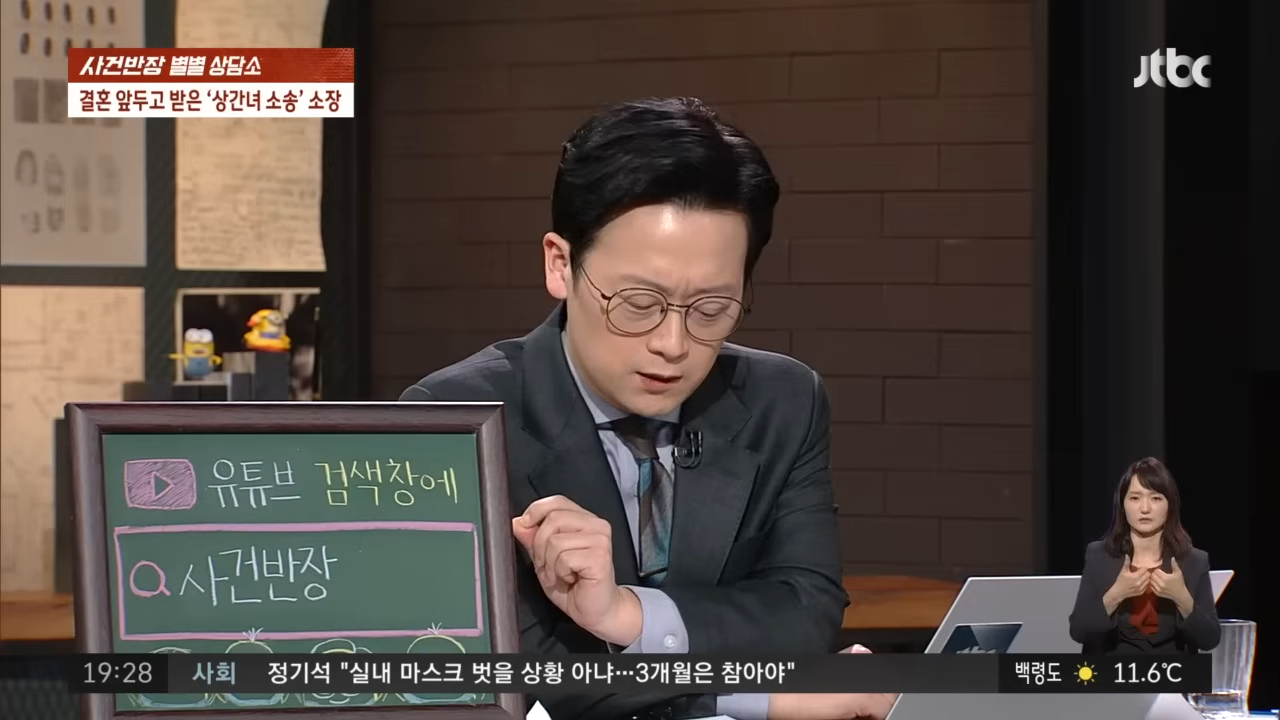 사건반장 별별 상담소
결혼 앞두고 받은 '상간녀 소송' 소장
jtbc
유튜브 검색창에
사건반장
19:28 사회 정기석 "실내 마스크 벗을 상황 아냐…3개월은 참아야" 백령도 11.6℃